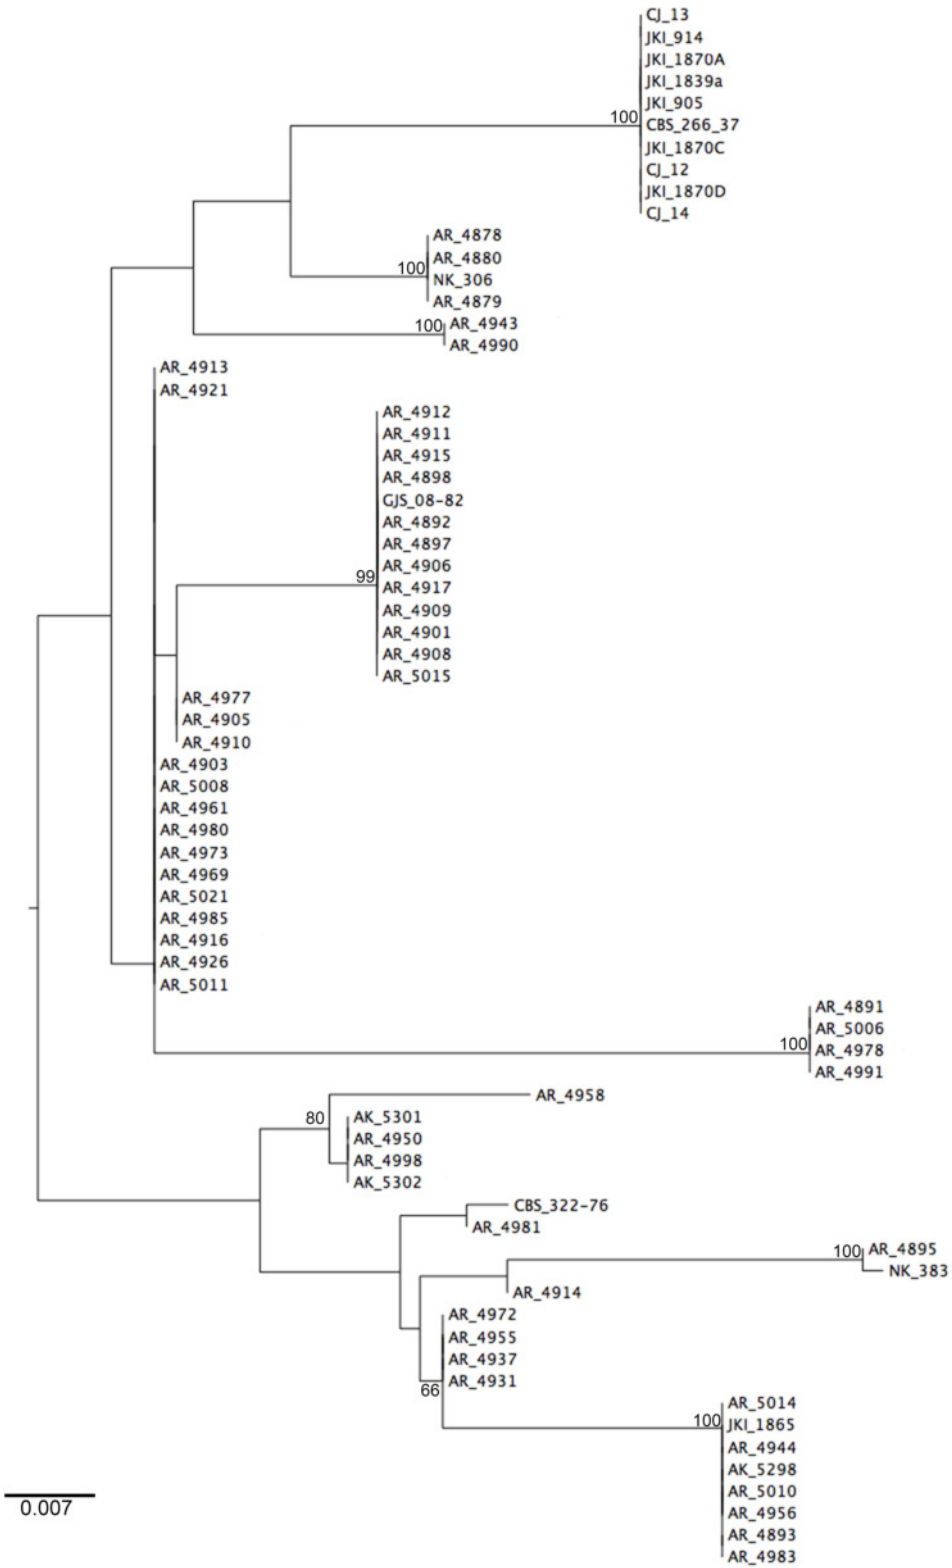 CJ_13
JKI_914
JKI_1870A
JKI_1839a
JKI_905
100
CBS_266_37
JKI_1870C
CJ_12
JKI_1870D
CJ_14
AR_4878
AR_4880
100
NK_306
AR_4879
100
AR_4943
AR_4990
AR_4913
AR_4921
AR_4912
AR_4911
AR_4915
AR_4898
GJS_08-82
AR_4892
AR_4897
AR_4906
99
AR_4917
AR_4909
AR_4901
AR_4908
AR_5015
AR_4977
AR_4905
AR_4910
AR_4903
AR_5008
AR_4961
AR_4980
AR_4973
AR_4969
AR_5021
AR_4985
AR_4916
AR_4926
AR_5011
AR_4891
AR_5006
100
AR_4978
AR_4991
AR_4958
80
AK_5301
AR_4950
AR_4998
AK_5302
CBS_322-76
AR_4981
100
AR_4895
NK_383
AR_4914
AR_4972
AR_4955
AR_4937
AR_4931
66
AR_5014
100
JKI_1865
AR_4944
AK_5298
AR_5010
AR_4956
AR_4893
AR_4983
0.007